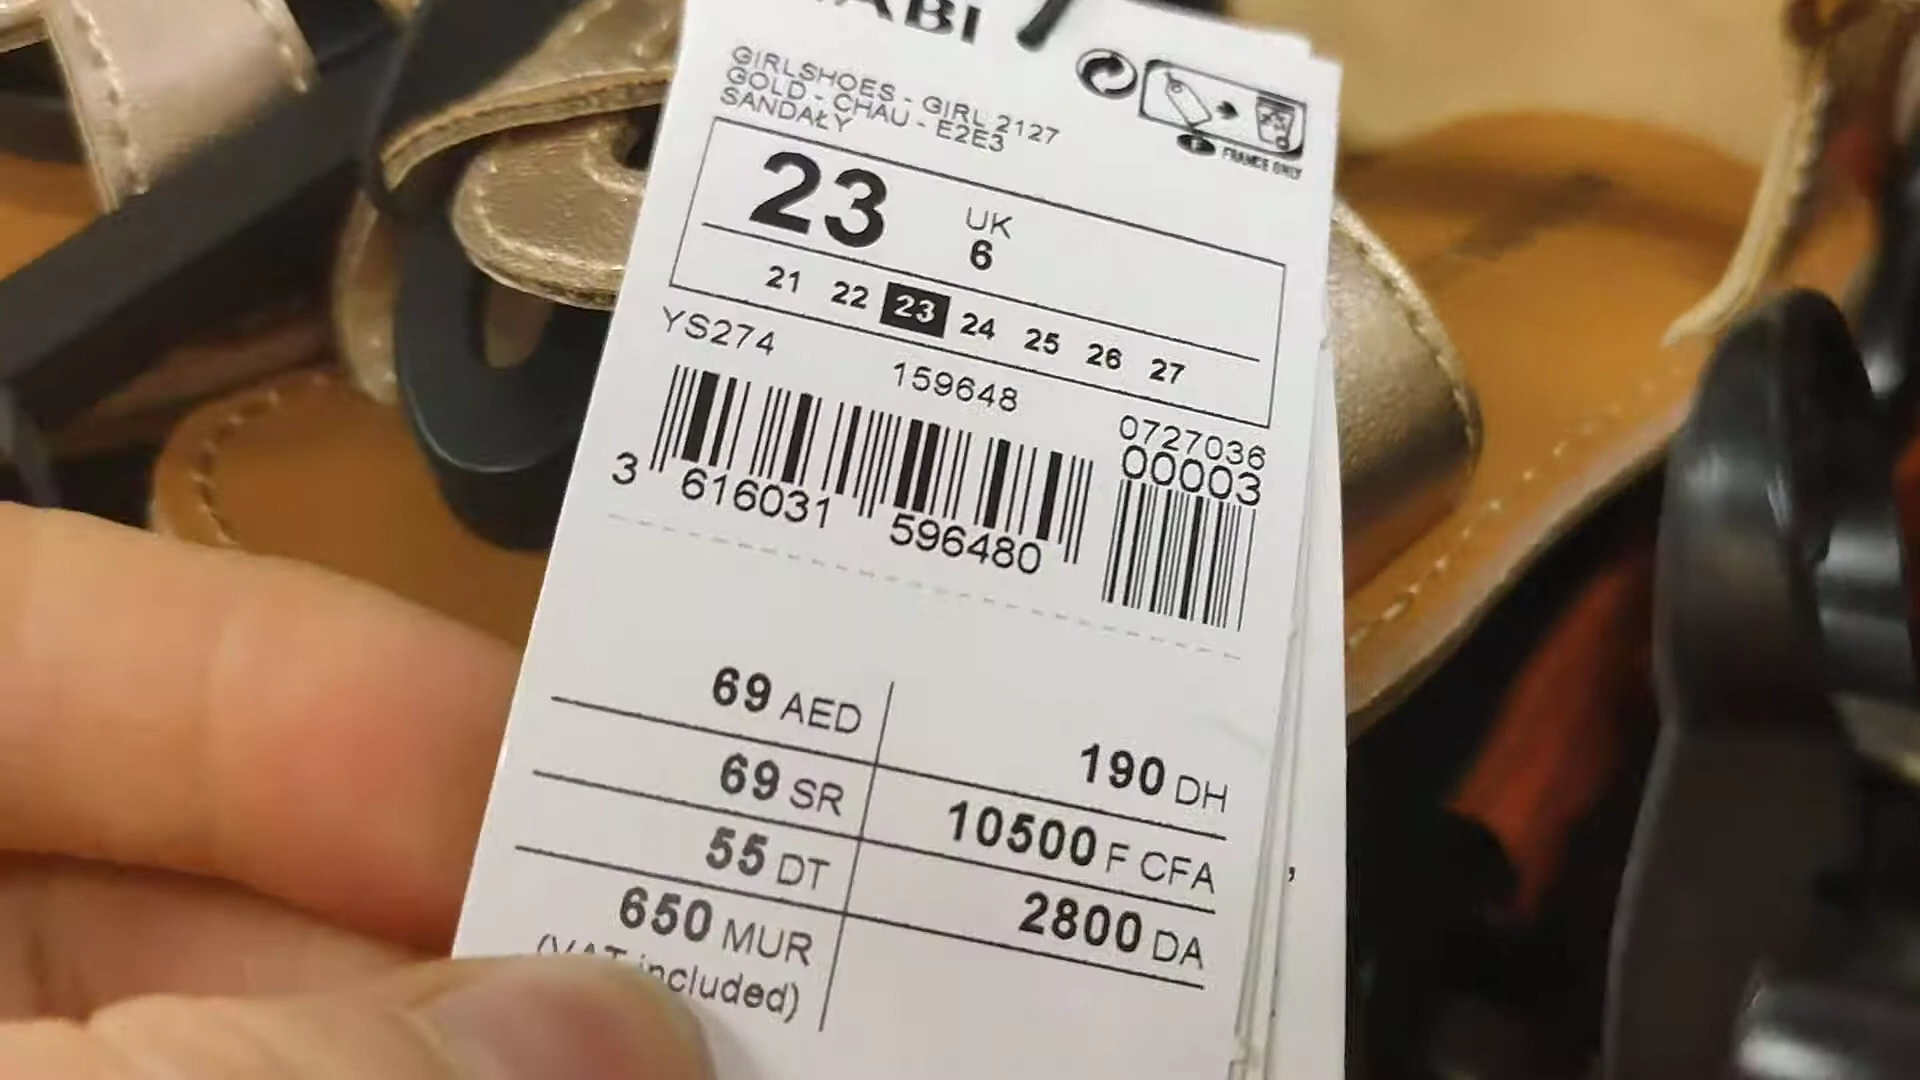 GIRLSHOES - GIRL 2127
GOLD - CHAU - E2E3
SANDAŁY
FRANCE ONLY
23 UK 6
21 22 23 24 25 26 27
YS274 159648
0727036
00003
3 616031 596480
69 AED 190 DH
69 SR 10500 F CFA
55 DT 2800 DA
650 MUR
(VAT included)